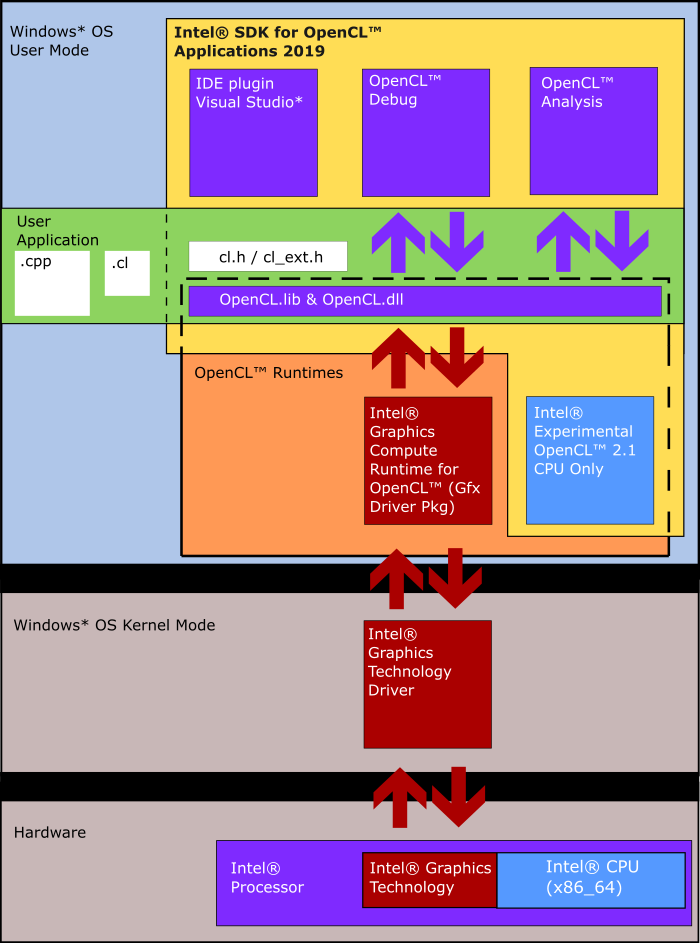 Windows* OS
User Mode
Intel® SDK for OpenCL™
Applications 2019
IDE plugin
Visual Studio*
OpenCL™
Debug
OpenCL™
Analysis
User
Application
.cpp
.cl
cl.h / cl_ext.h
OpenCL.lib & OpenCL.dll
OpenCL™ Runtimes
Intel®
Graphics
Compute
Runtime for
OpenCL™ (Gfx
Driver Pkg)
Intel®
Experimental
OpenCL™ 2.1
CPU Only
Windows* OS Kernel Mode
Intel®
Graphics
Technology
Driver
Hardware
Intel®
Processor
Intel® Graphics
Technology
Intel® CPU
(x86_64)